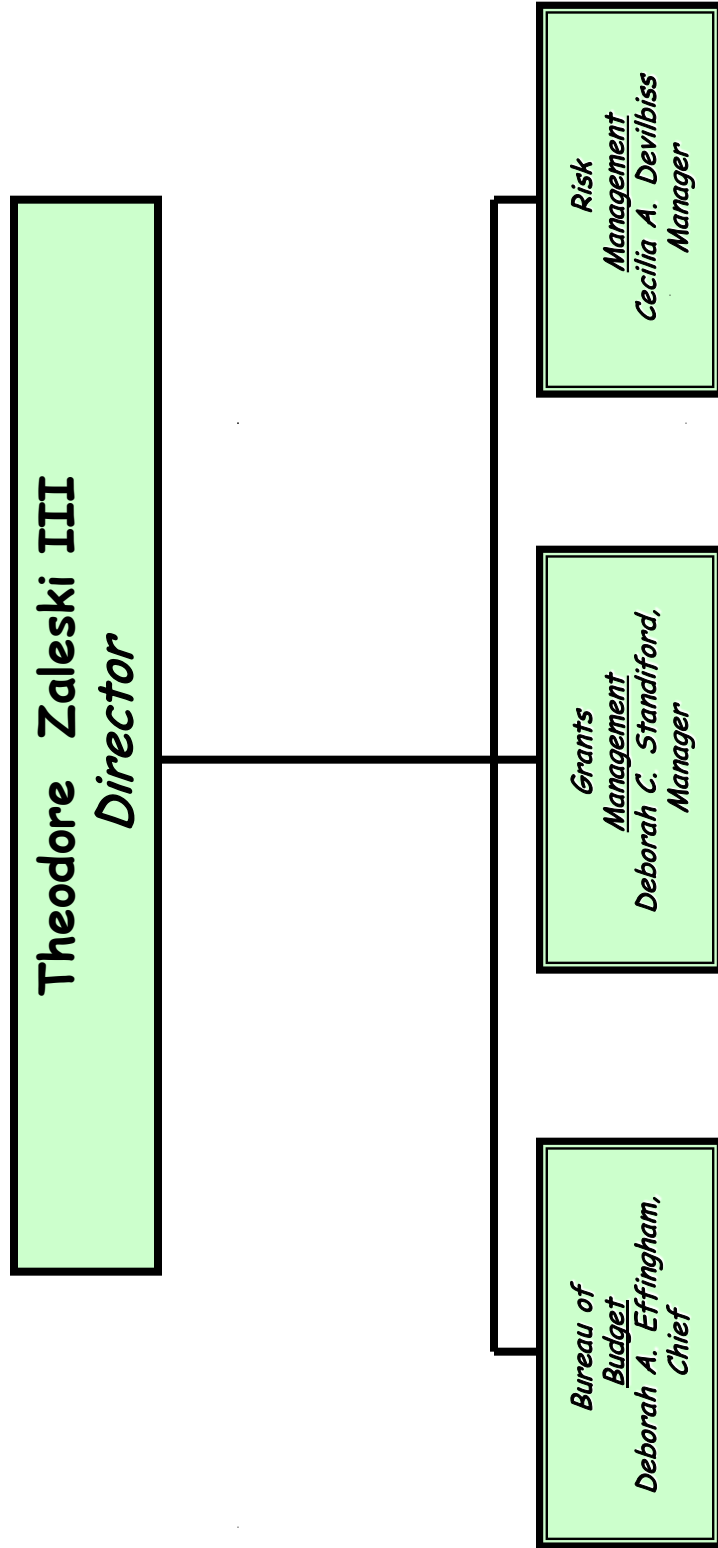 Theodore Zaleski III
Director
Bureau of
Budget
Deborah A. Effingham,
Chief
Grants
Management
Deborah C. Standiford,
Manager
Risk
Management
Cecilia A. Devilbiss
Manager